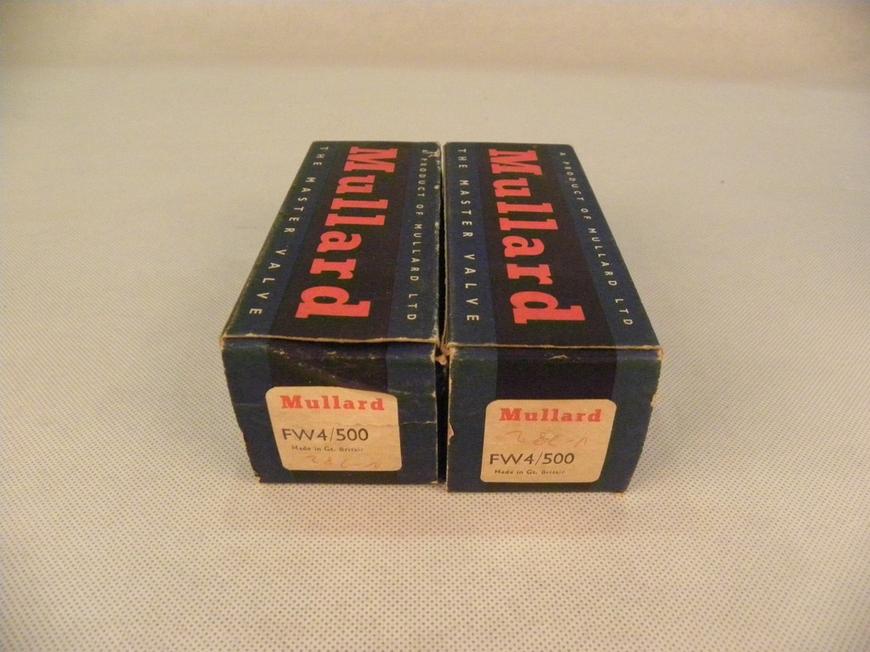 THE MASTER VALVE
Mullard
A PRODUCT OF MULLARD LTD
THE MASTER VALVE
Mullard
A PRODUCT OF MULLARD LTD
Mullard
FW4/500
Made in Gt. Britain
Mullard
FW4/500
Made in Gt. Britain